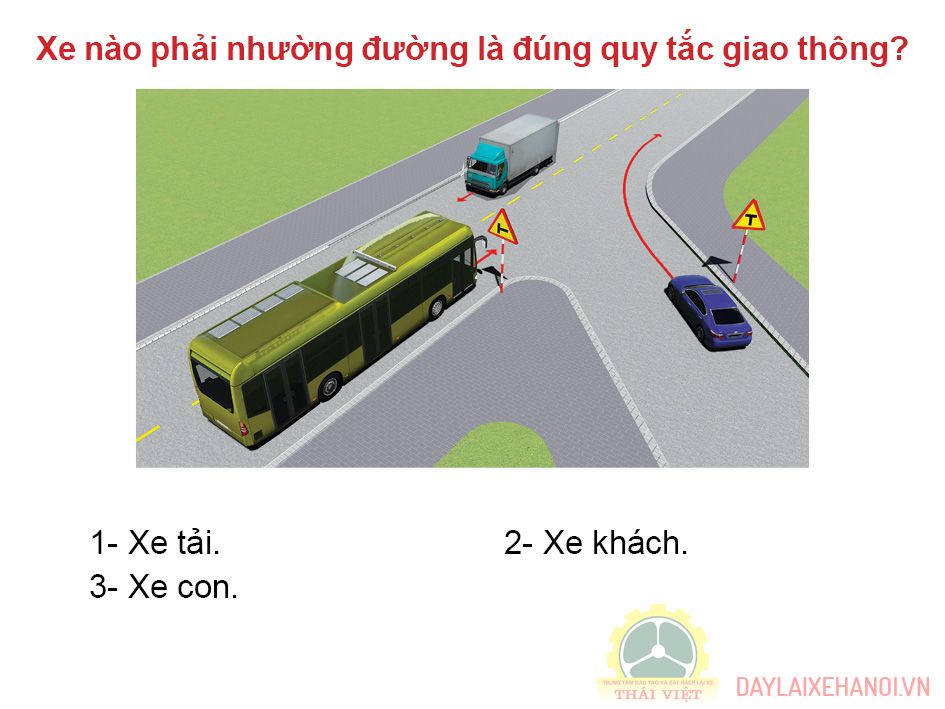 Xe nào phải nhường đường là đúng quy tắc giao thông?
1- Xe tải.
2- Xe khách.
3- Xe con.
TRUNG TÂM ĐÀO TẠO VÀ SÁT HẠCH LÁI XE
THÁI VIỆT
DAYLAIXEHANOI.VN